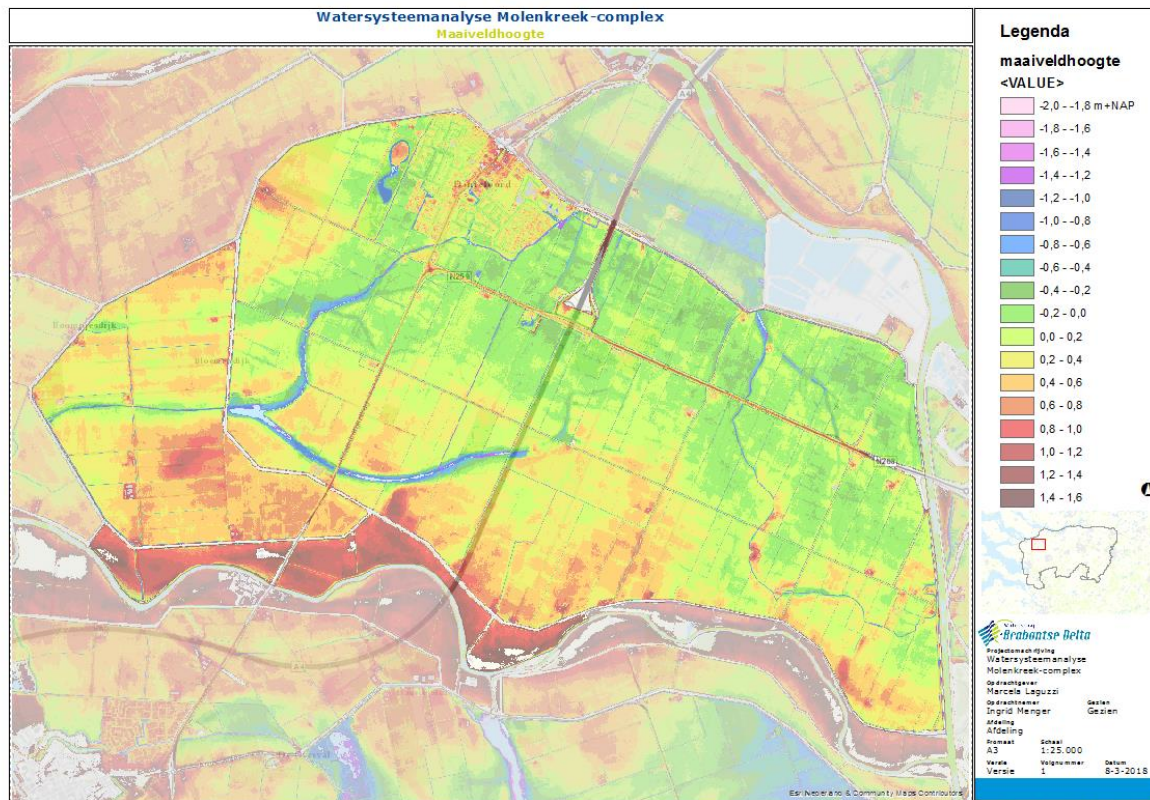 Watersysteemanalyse Molenkreek-complex
Maaiveldhoogte
A4
N259
N268
A4
Legenda
maaiveldhoogte
<VALUE>
-2,0 - -1,8 m+NAP
-1,8 - -1,6
-1,6 - -1,4
-1,4 - -1,2
-1,2 - -1,0
-1,0 - -0,8
-0,8 - -0,6
-0,6 - -0,4
-0,4 - -0,2
-0,2 - 0,0
0,0 - 0,2
0,2 - 0,4
0,4 - 0,6
0,6 - 0,8
0,8 - 1,0
1,0 - 1,2
1,2 - 1,4
1,4 - 1,6
Brabantse Delta
Projectomschrijving
Watersysteemanalyse
Molenkreek-complex
Opdrachtgever
Marcela Laguzzi
Opdrachtnemer Gezien
Ingrid Menger Gezien
Afdeling
Afdeling
Formaat Schaal
A3 1:25.000
Versie Volgnummer Datum
Versie 1 8-3-2018
Esri Nederland & Community Maps Contributors